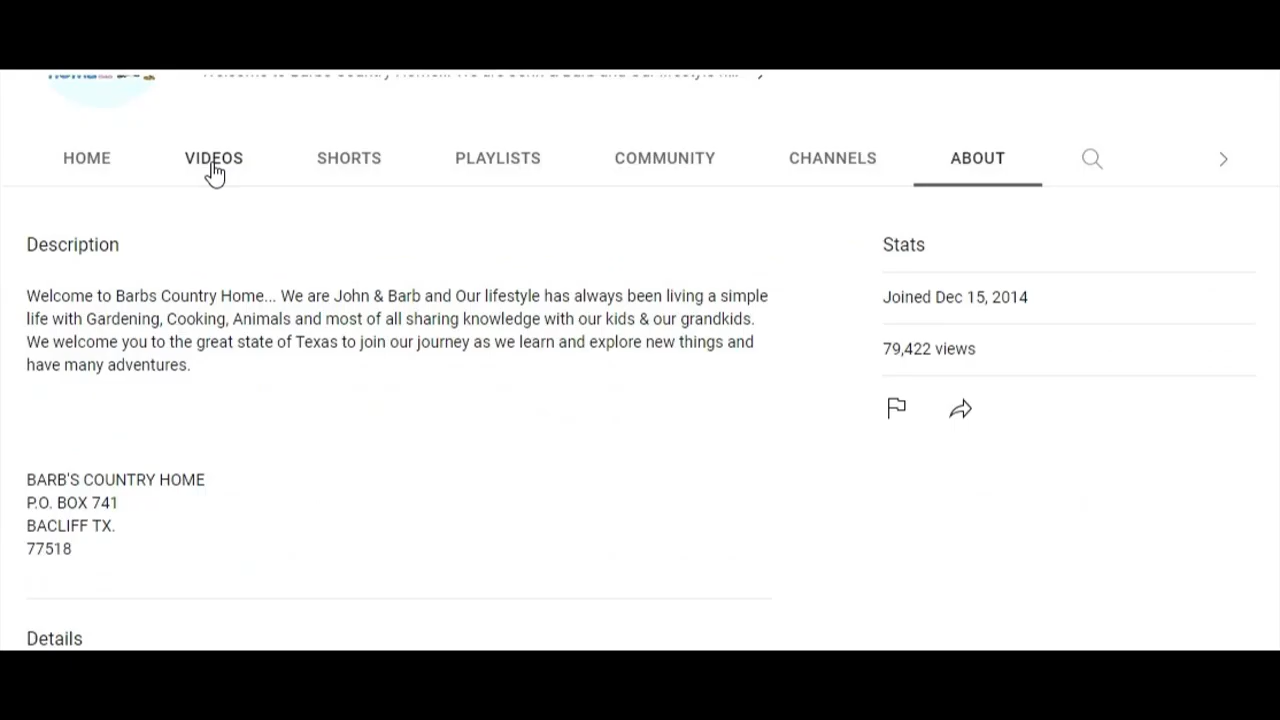 HOME VIDEOS SHORTS PLAYLISTS COMMUNITY CHANNELS ABOUT
Description
Welcome to Barbs Country Home... We are John & Barb and Our lifestyle has always been living a simple
life with Gardening, Cooking, Animals and most of all sharing knowledge with our kids & our grandkids.
We welcome you to the great state of Texas to join our journey as we learn and explore new things and
have many adventures.
BARB'S COUNTRY HOME
P.O. BOX 741
BACLIFF TX.
77518
Details
Stats
Joined Dec 15, 2014
79,422 views